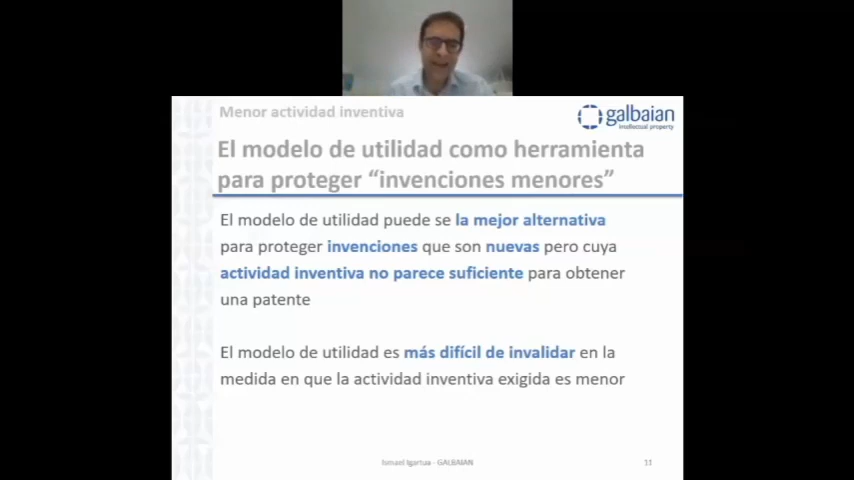 Menor actividad inventiva
galbaian
intellectual property
El modelo de utilidad como herramienta
para proteger “invenciones menores”
El modelo de utilidad puede se la mejor alternativa
para proteger invenciones que son nuevas pero cuya
actividad inventiva no parece suficiente para obtener
una patente
El modelo de utilidad es más difícil de invalidar en la
medida en que la actividad inventiva exigida es menor
Ismael Igartua - GALBAIAN
11